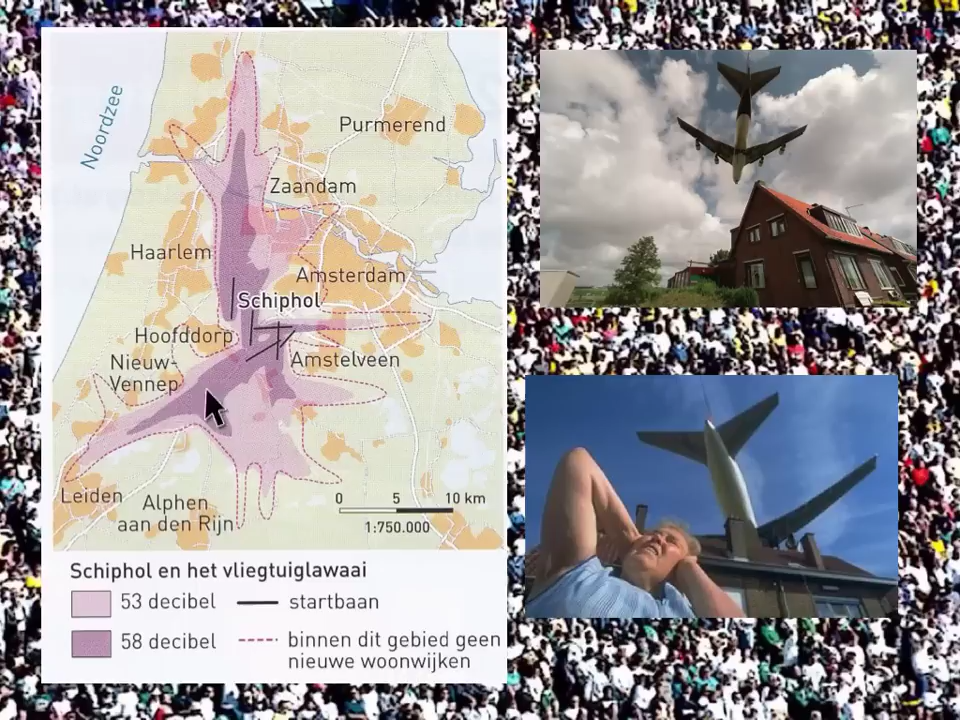 Noordzee
Purmerend
Zaandam
Haarlem
Amsterdam
Schiphol
Hoofddorp
Nieuw-
Vennep
Amstelveen
Leiden
Alphen
aan den Rijn
0 5 10 km
1:750.000
Schiphol en het vliegtuiglawaai
53 decibel
startbaan
58 decibel
binnen dit gebied geen
nieuwe woonwijken